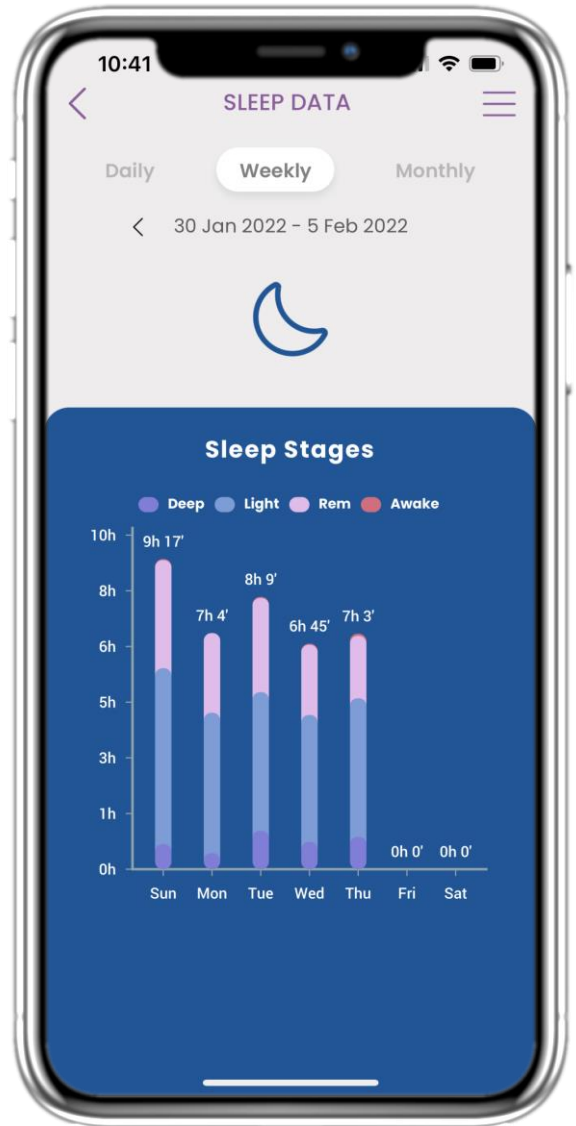 10:41
SLEEP DATA
Daily Weekly Monthly
30 Jan 2022 - 5 Feb 2022
Sleep Stages
Deep Light Rem Awake
10h
9h 17'
8h 9'
8h
7h 4'
7h 3'
6h 45'
6h
5h
3h
1h
0h 0' 0h 0'
0h
Sun Mon Tue Wed Thu Fri Sat